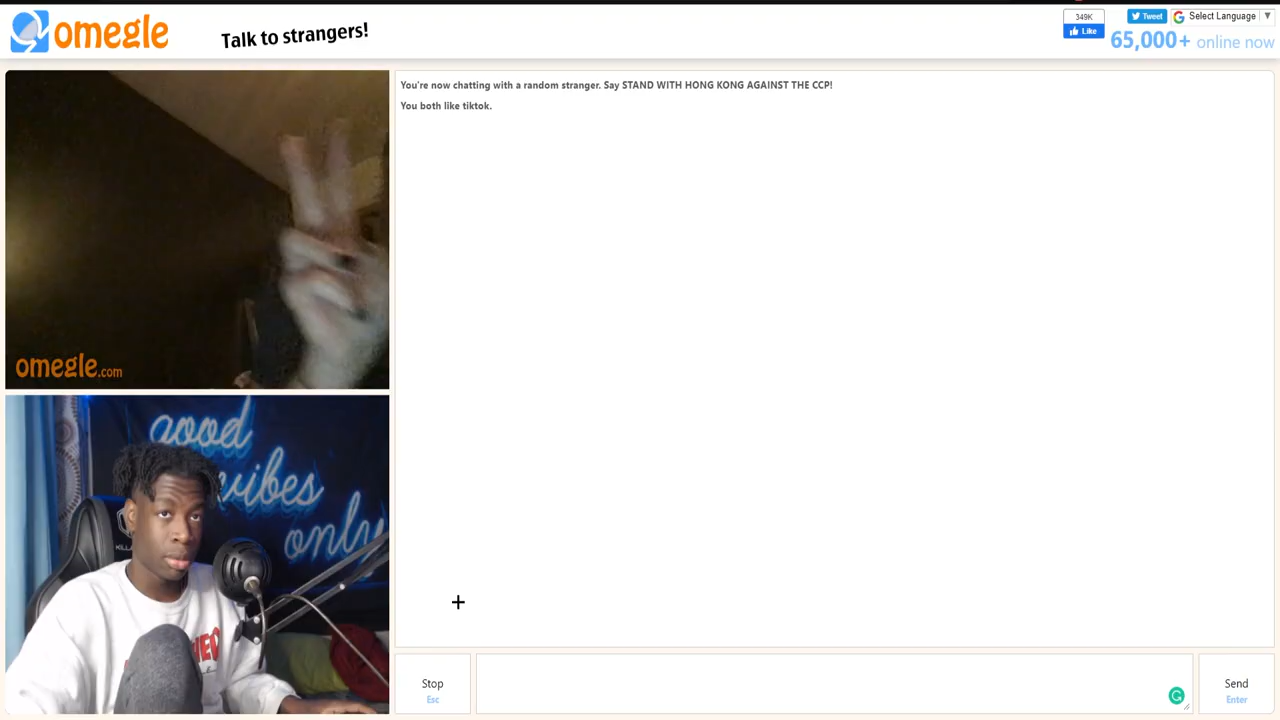 omegle
Talk to strangers!
349K
Like
Tweet
Select Language
65,000+ online now
You're now chatting with a random stranger. Say STAND WITH HONG KONG AGAINST THE CCP!
You both like tiktok.
omegle.com
good
vibes
only
KILLA
Stop
Esc
Send
Enter